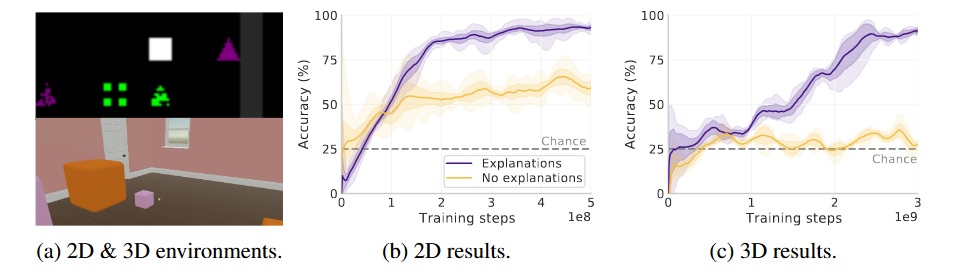 100
75
50
25
0
Accuracy (%)
Chance
Explanations
No explanations
0 1 2 3 4 5
Training steps
1e8
100
75
50
25
0
Accuracy (%)
Chance
0 1 2 3
Training steps
1e9
(a) 2D & 3D environments.
(b) 2D results.
(c) 3D results.